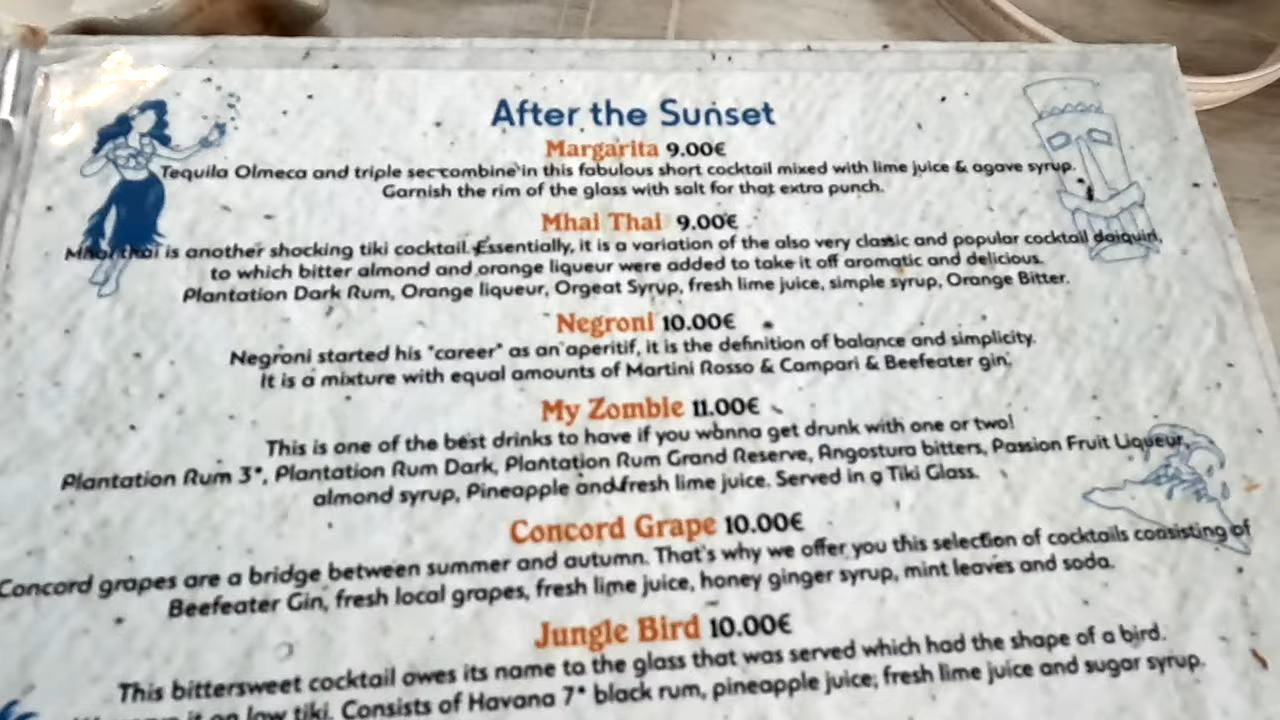 After the Sunset
Margarita 9.00€
Tequila Olmeca and triple sec combine in this fabulous short cocktail mixed with lime juice & agave syrup.
Garnish the rim of the glass with salt for that extra punch.
Mhai Thai 9.00€
Mhai thai is another shocking tiki cocktail. Essentially, it is a variation of the also very classic and popular cocktail daiquiri,
to which bitter almond and orange liqueur were added to take it off aromatic and delicious.
Plantation Dark Rum, Orange liqueur, Orgeat Syrup, fresh lime juice, simple syrup, Orange Bitter.
Negroni 10.00€
Negroni started his "career" as an aperitif, it is the definition of balance and simplicity.
It is a mixture with equal amounts of Martini Rosso & Campari & Beefeater gin.
My Zombie 11.00€
This is one of the best drinks to have if you wanna get drunk with one or two!
Plantation Rum 3*, Plantation Rum Dark, Plantation Rum Grand Reserve, Angostura bitters, Passion Fruit Liqueur,
almond syrup, Pineapple and fresh lime juice. Served in a Tiki Glass.
Concord Grape 10.00€
Concord grapes are a bridge between summer and autumn. That's why we offer you this selection of cocktails consisting of
Beefeater Gin, fresh local grapes, fresh lime juice, honey ginger syrup, mint leaves and soda.
Jungle Bird 10.00€
This bittersweet cocktail owes its name to the glass that was served which had the shape of a bird.
it on low tiki. Consists of Havana 7* black rum, pineapple juice, fresh lime juice and sugar syrup.